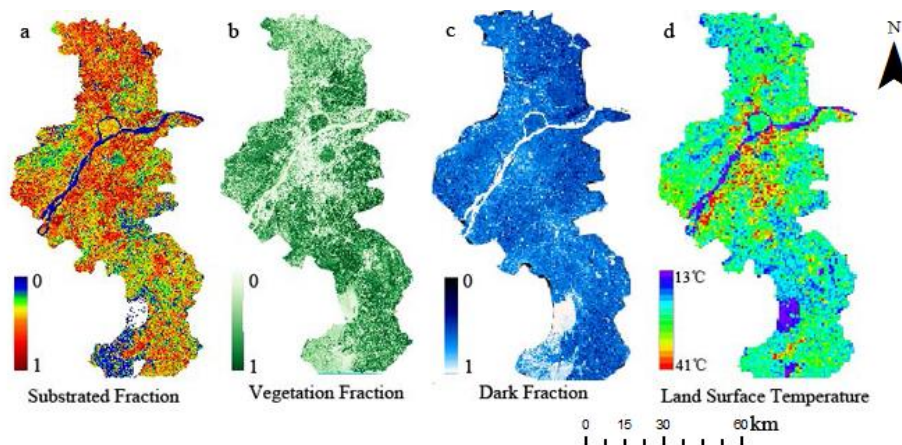 a
b
c
d
N
0
1
0
1
0
1
13℃
41℃
Substrated Fraction
Vegetation Fraction
Dark Fraction
Land Surface Temperature
0 15 30 60 km